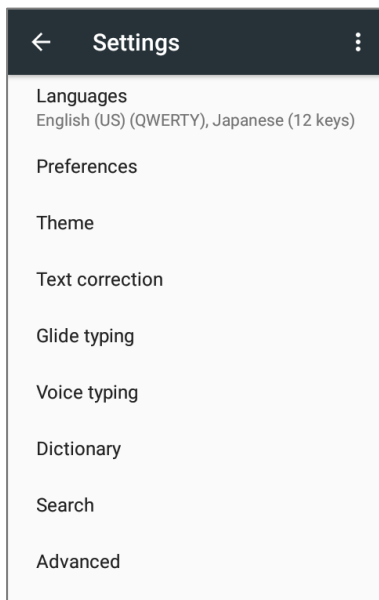 Settings
Languages
English (US) (QWERTY), Japanese (12 keys)
Preferences
Theme
Text correction
Glide typing
Voice typing
Dictionary
Search
Advanced